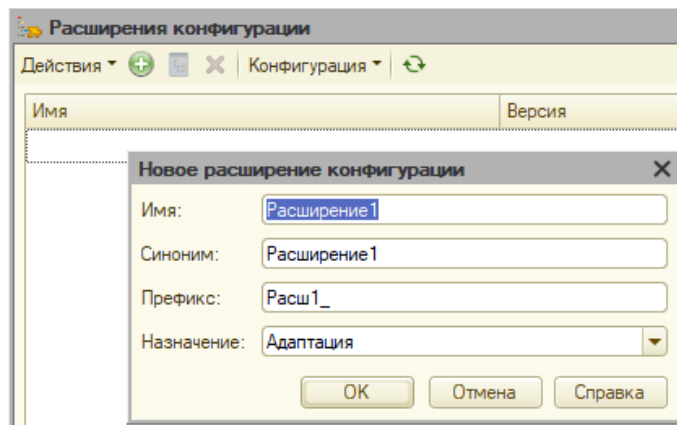 Расширения конфигурации
Действия Конфигурация
Имя Версия
Новое расширение конфигурации
Имя: Расширение1
Синоним: Расширение1
Префикс: Расш1_
Назначение: Адаптация
ОК Отмена Справка